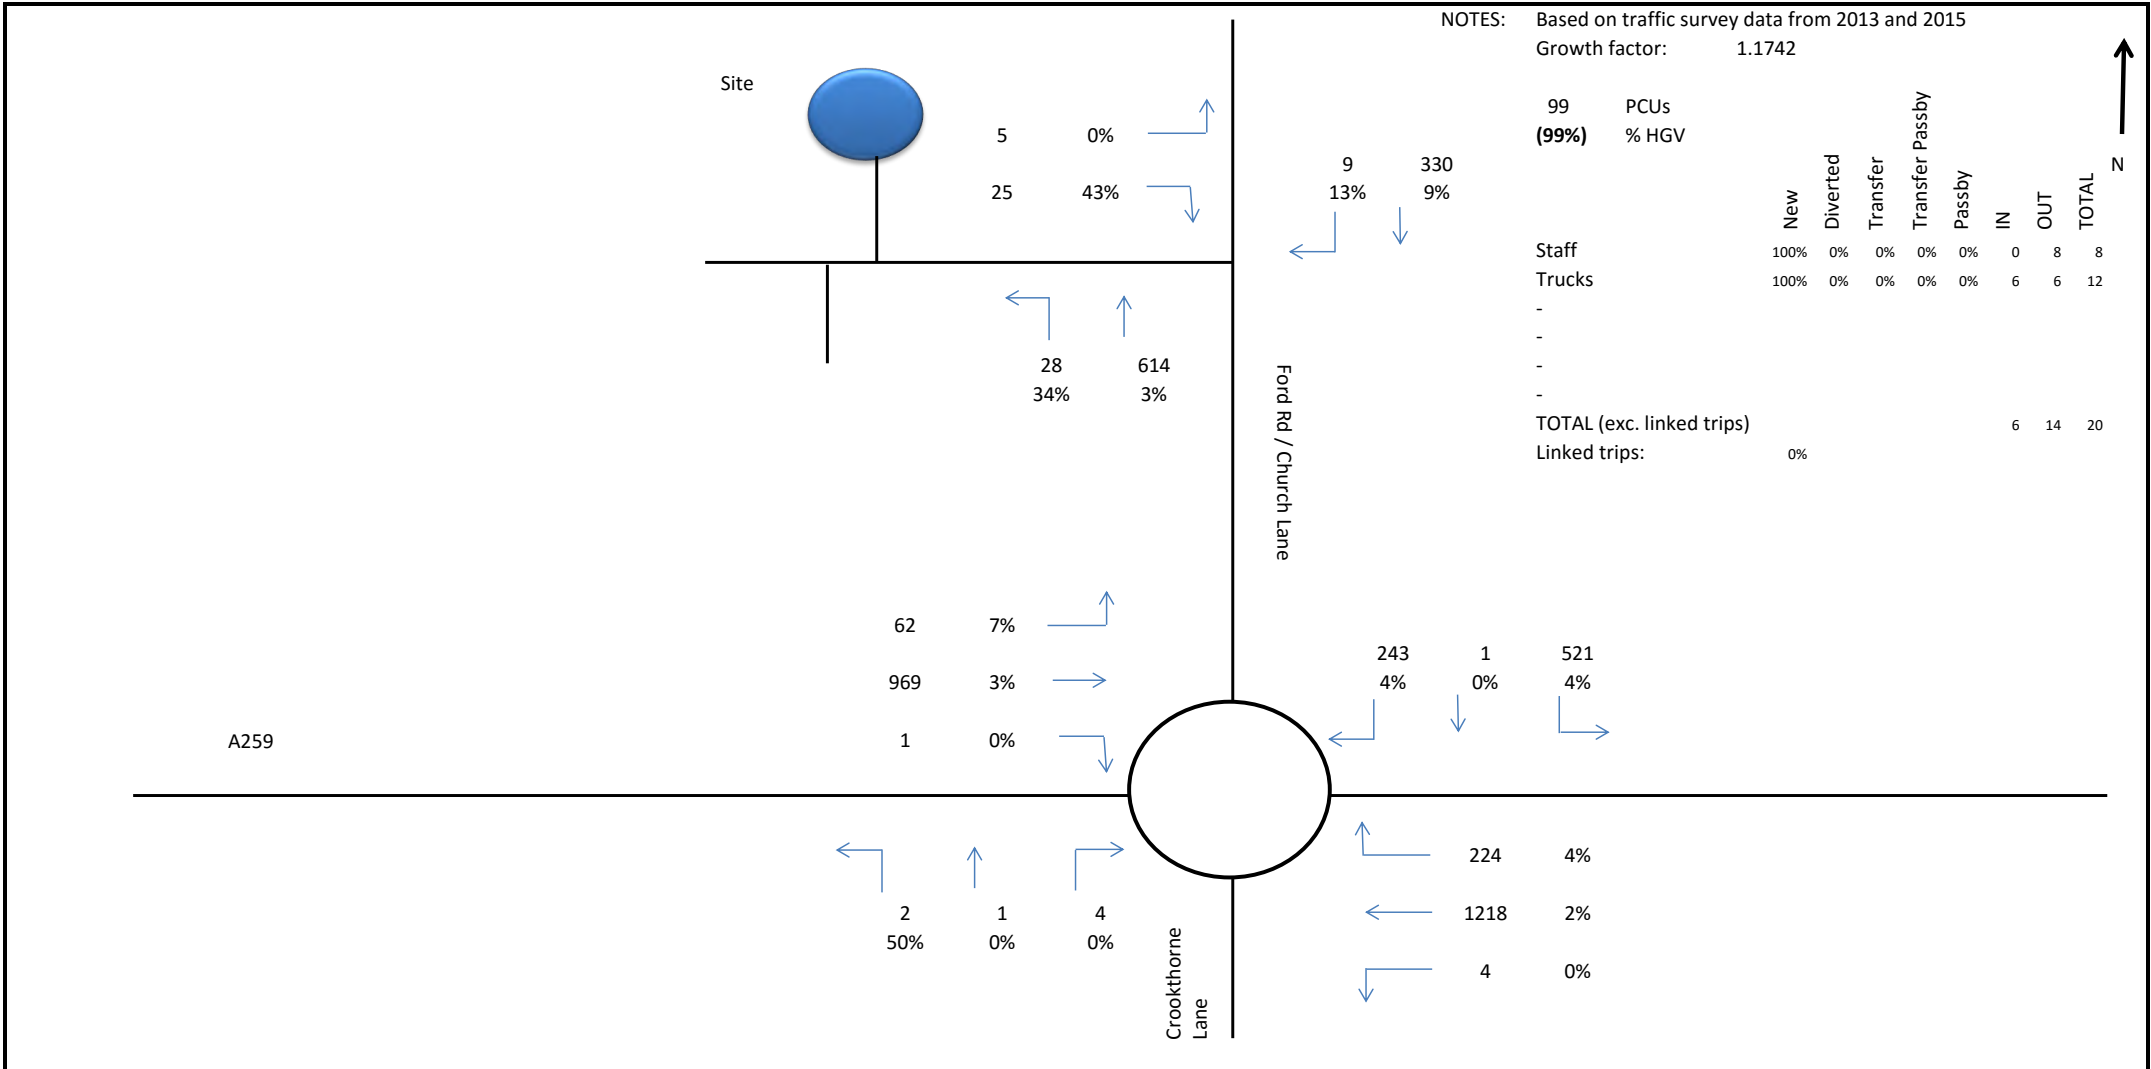 NOTES: Based on traffic survey data from 2013 and 2015
Growth factor: 1.1742
Site
99 PCUs
(99%) % HGV
N
5 0%
25 43%
9 330
13% 9%
New Diverted Transfer Transfer Passby Passby IN OUT TOTAL
Staff 100% 0% 0% 0% 0% 0 8 8
Trucks 100% 0% 0% 0% 0% 6 6 12
-
-
-
-
TOTAL (exc. linked trips) 6 14 20
Linked trips: 0%
28 614
34% 3%
Ford Rd / Church Lane
62 7%
969 3%
1 0%
243 1 521
4% 0% 4%
A259
2 1 4
50% 0% 0%
224 4%
1218 2%
4 0%
Crookthorne
Lane